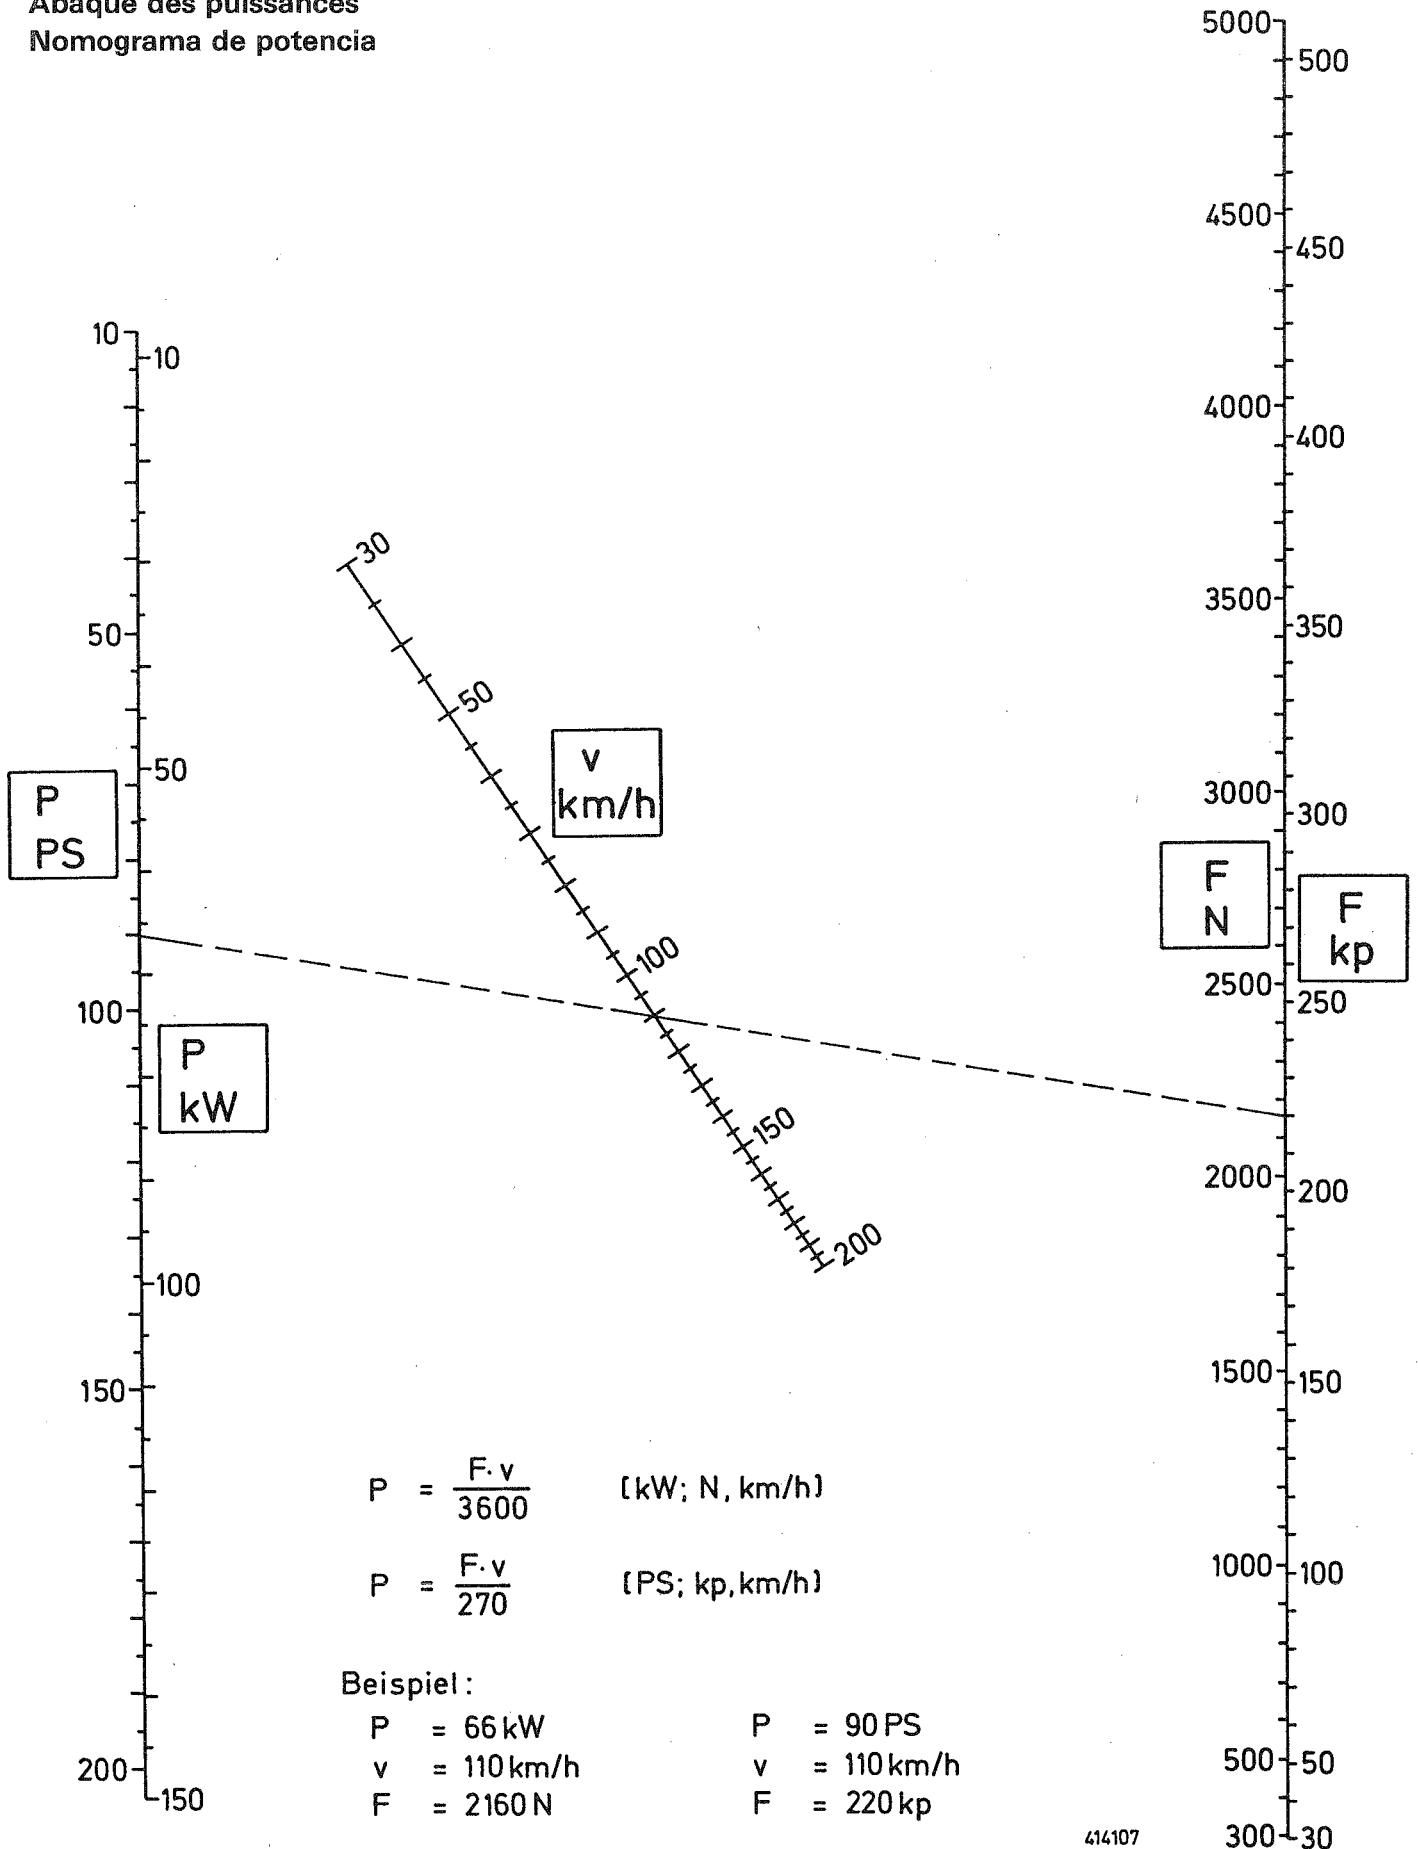 Abaque des puissances
Nomograma de potencia
5000
500
4500
450
4000
400
3500
350
3000
300
F
N
F
kp
2500
250
2000
200
1500
150
1000
100
500
50
300
30
10
10
50
50
P
PS
100
P
kW
100
150
200
150
30
50
v
km/h
100
150
200
P = F·v / 3600 [kW; N, km/h]
P = F·v / 270 [PS; kp, km/h]
Beispiel:
P = 66 kW P = 90 PS
v = 110 km/h v = 110 km/h
F = 2160 N F = 220 kp
414107